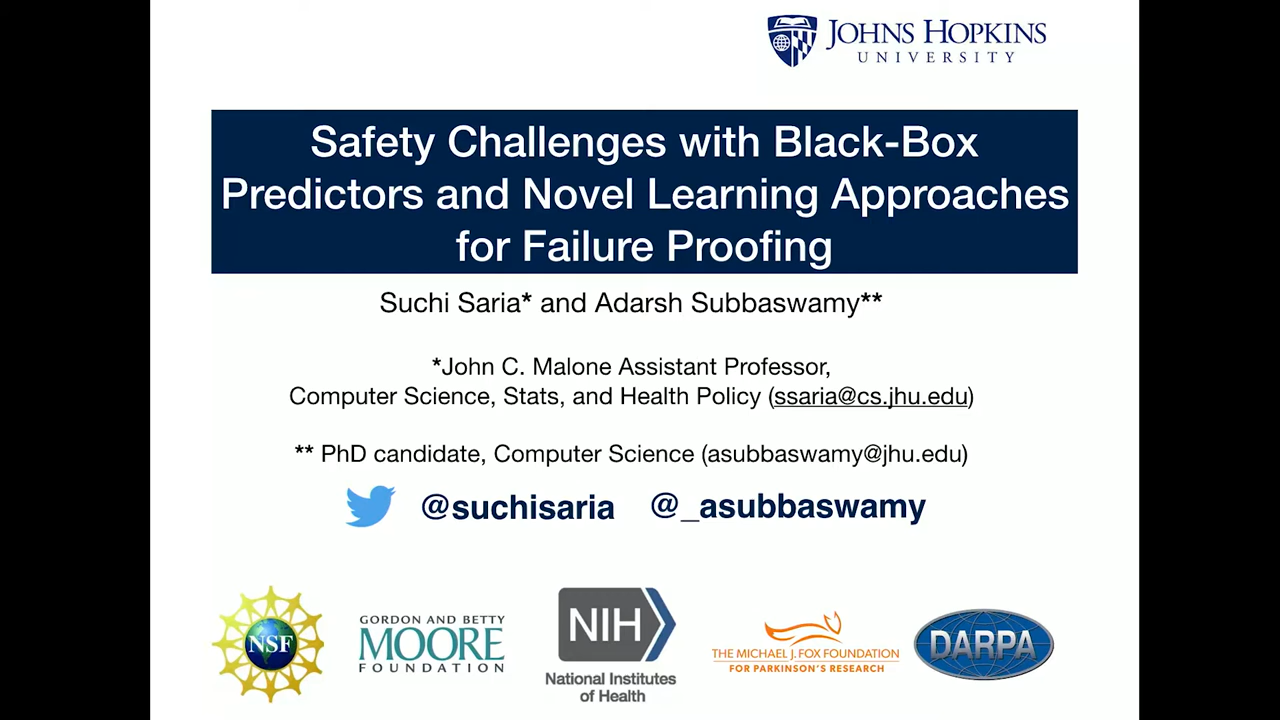 JOHNS HOPKINS
UNIVERSITY
Safety Challenges with Black-Box
Predictors and Novel Learning Approaches
for Failure Proofing
Suchi Saria* and Adarsh Subbaswamy**
*John C. Malone Assistant Professor,
Computer Science, Stats, and Health Policy (ssaria@cs.jhu.edu)
** PhD candidate, Computer Science (asubbaswamy@jhu.edu)
@suchisaria @_asubbaswamy
NSF
GORDON AND BETTY
MOORE
FOUNDATION
NIH
National Institutes
of Health
THE MICHAEL J. FOX FOUNDATION
FOR PARKINSON'S RESEARCH
DARPA